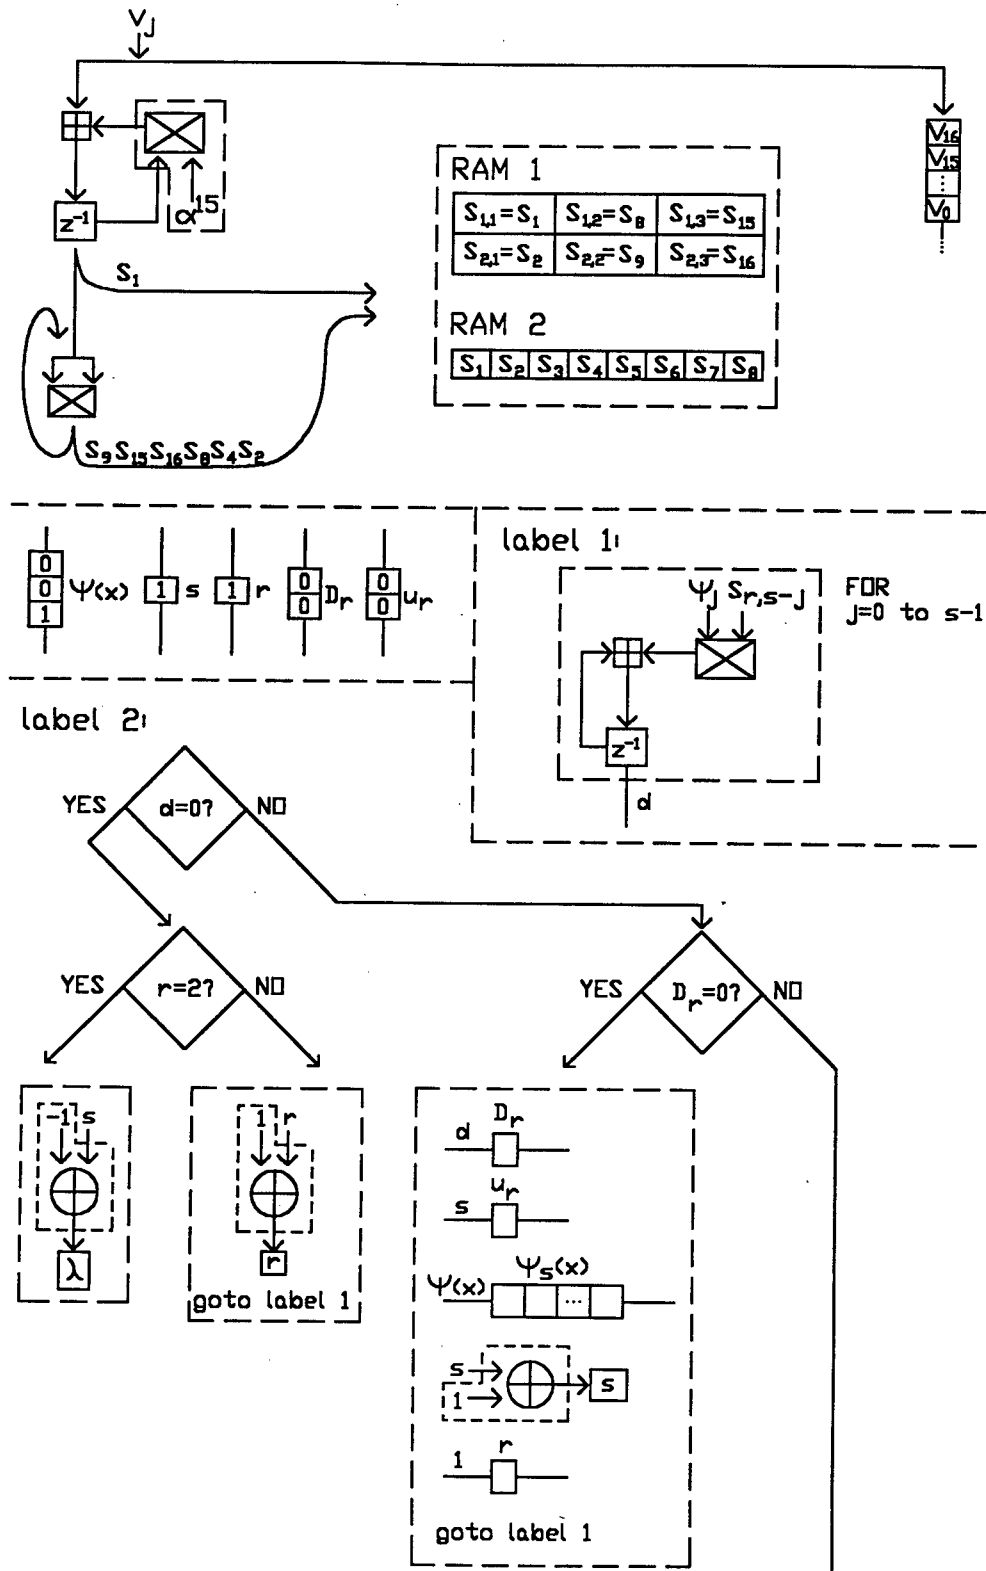 Vj
α15
z-1
S1
S9 S15 S16 S8 S4 S2
V16
V15
⋮
V0
RAM 1
S1,1=S1 S1,2=S8 S1,3=S15
S2,1=S2 S2,2=S9 S2,3=S16
RAM 2
S1 S2 S3 S4 S5 S6 S7 S8
0
0
1
Ψ(x)
1 s
1 r
0
0
Dr
0
0
ur
label 1:
Ψj Sr,s-j
FOR
J=0 to s-1
z-1
d
label 2:
YES d=0? NO
YES r=2? NO
YES Dr=0? NO
-1 s
λ
1 r
r
goto label 1
Dr
d
ur
s
Ψs(x)
Ψ(x)
...
s
1
s
r
1
goto label 1